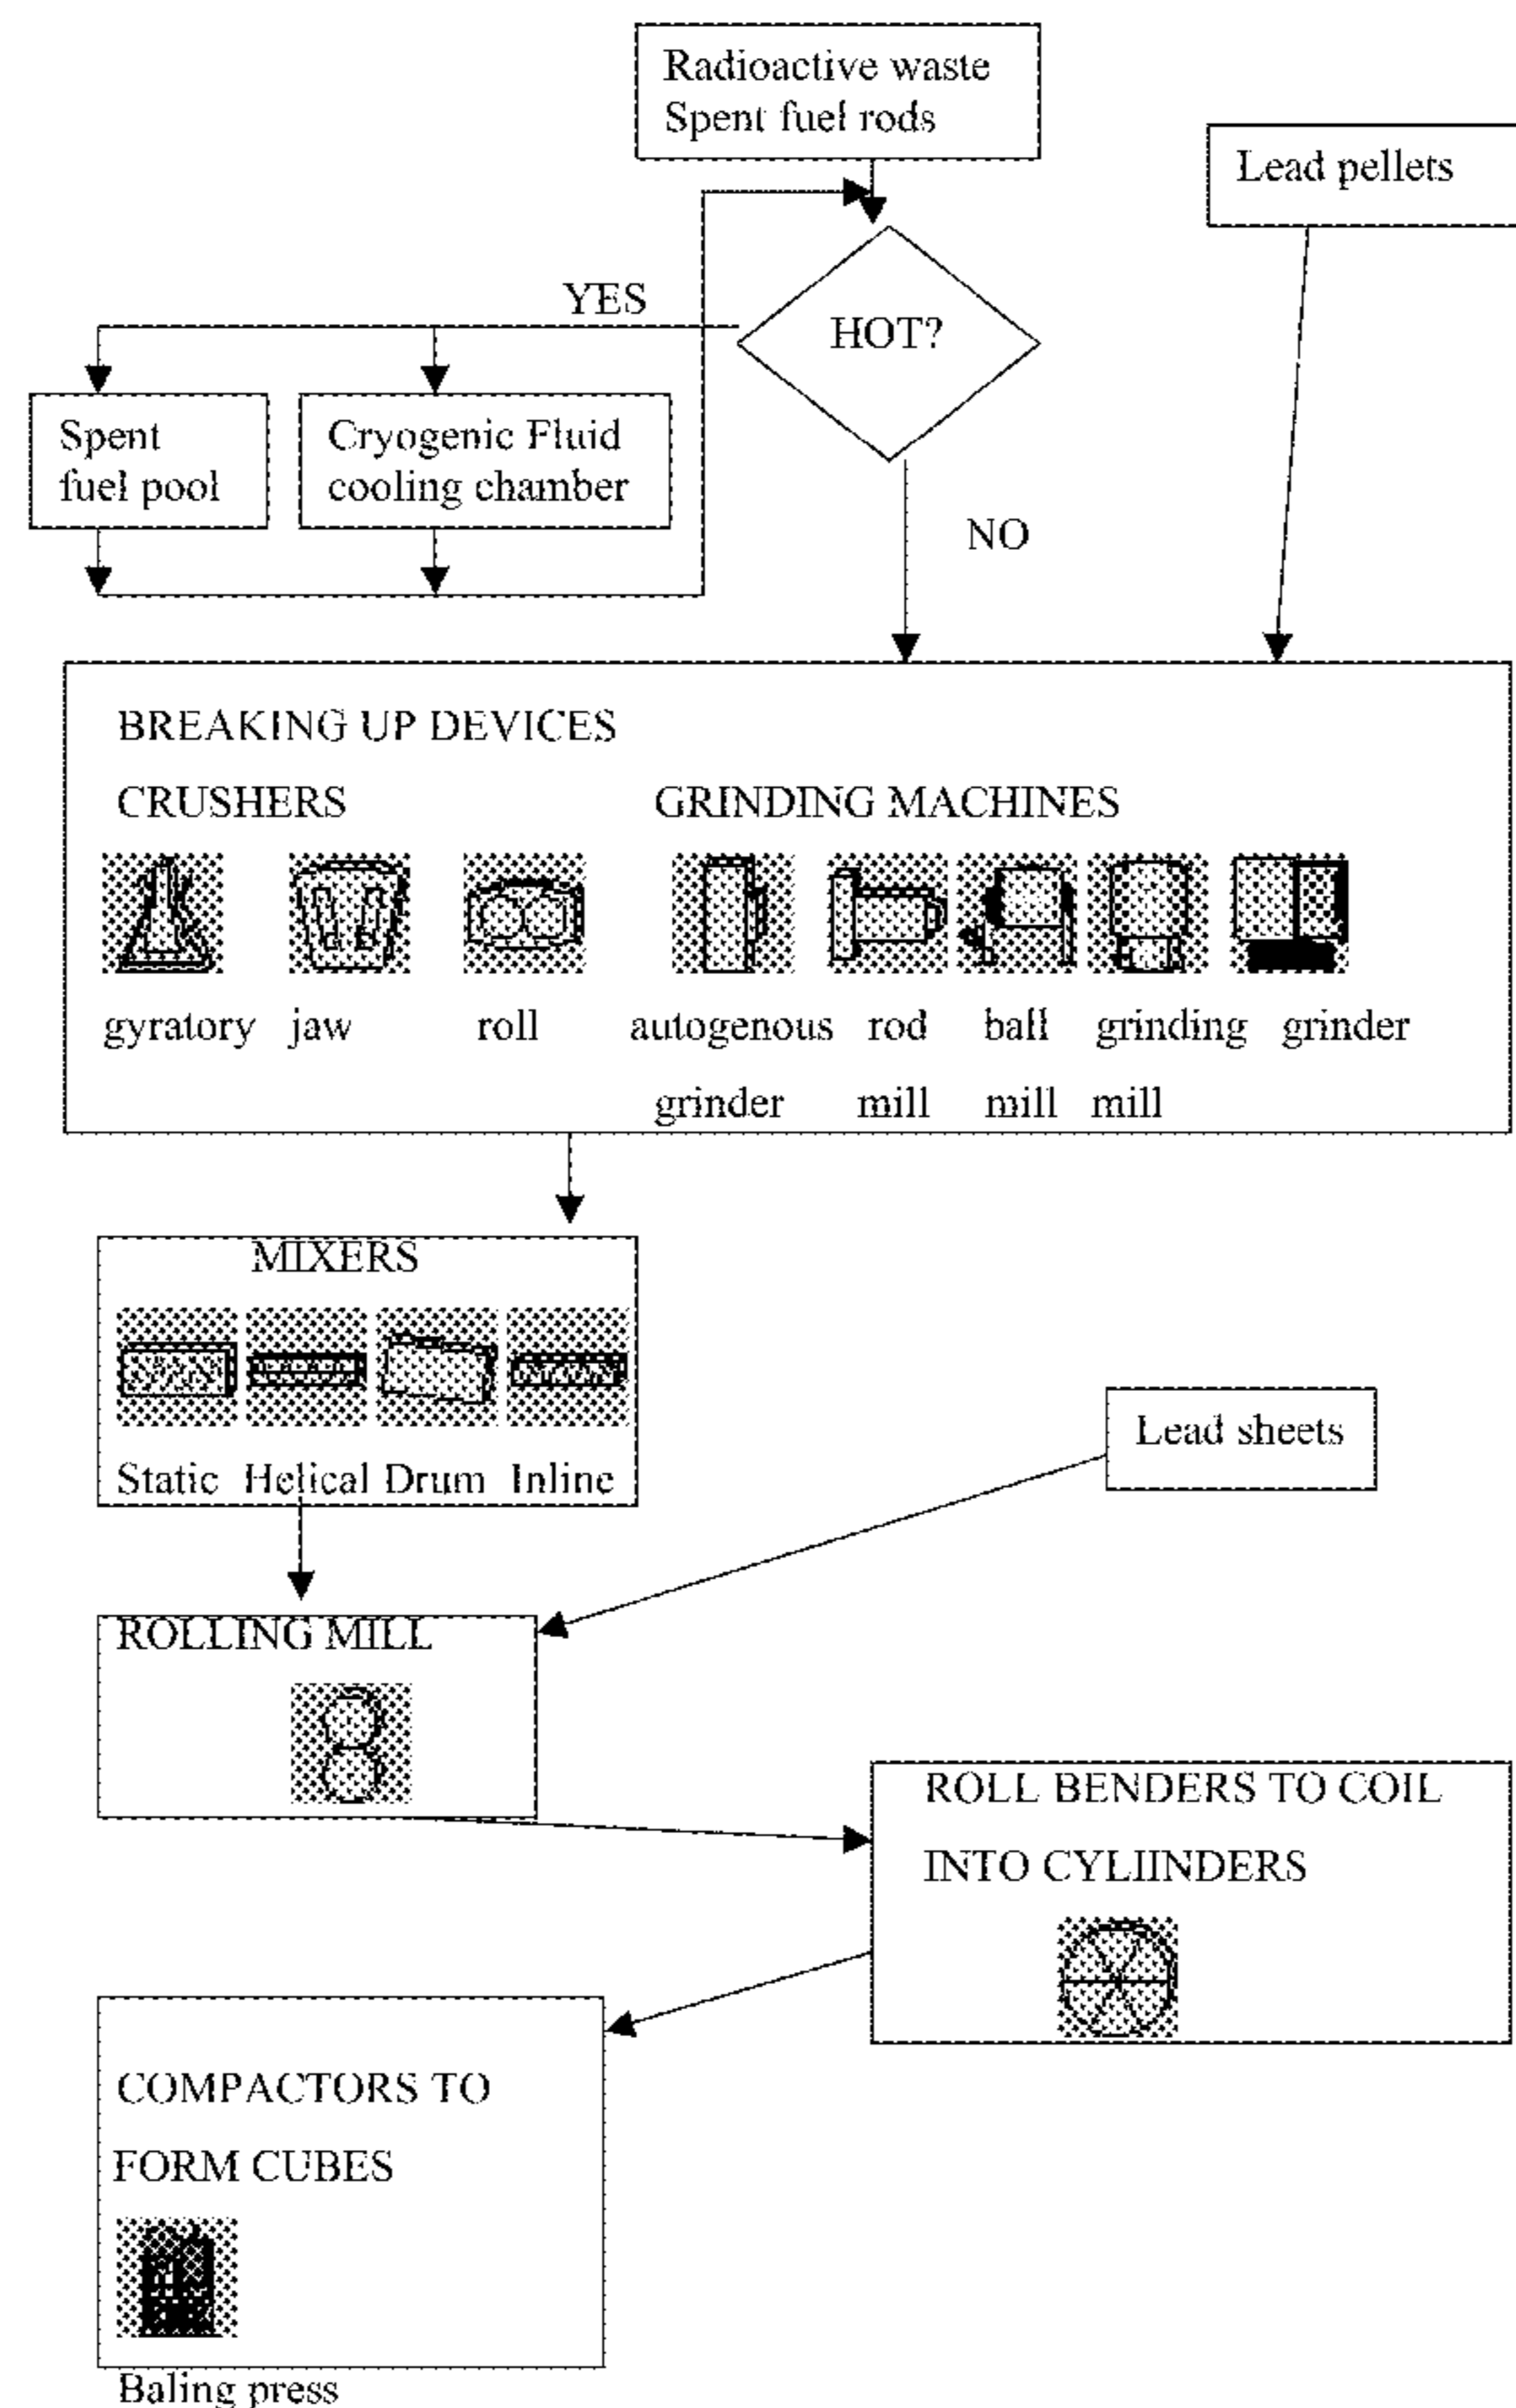 Radioactive waste
Spent fuel rods
Lead pellets
YES
HOT?
Spent
fuel pool
Cryogenic Fluid
cooling chamber
NO
BREAKING UP DEVICES
CRUSHERS
GRINDING MACHINES
gyratory jaw roll autogenous rod ball grinding grinder
grinder mill mill mill
MIXERS
Static Helical Drum Inline
Lead sheets
ROLLING MILL
ROLL BENDERS TO COIL
INTO CYLIINDERS
COMPACTORS TO
FORM CUBES
Baling press